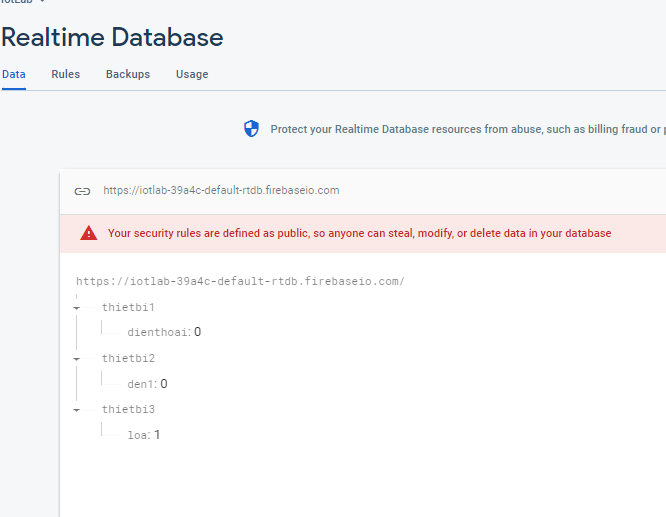 IotLab
Realtime Database
Data Rules Backups Usage
Protect your Realtime Database resources from abuse, such as billing fraud or
https://iotlab-39a4c-default-rtdb.firebaseio.com
Your security rules are defined as public, so anyone can steal, modify, or delete data in your database
https://iotlab-39a4c-default-rtdb.firebaseio.com/
thietbi1
dienthoai: 0
thietbi2
den1: 0
thietbi3
loa: 1